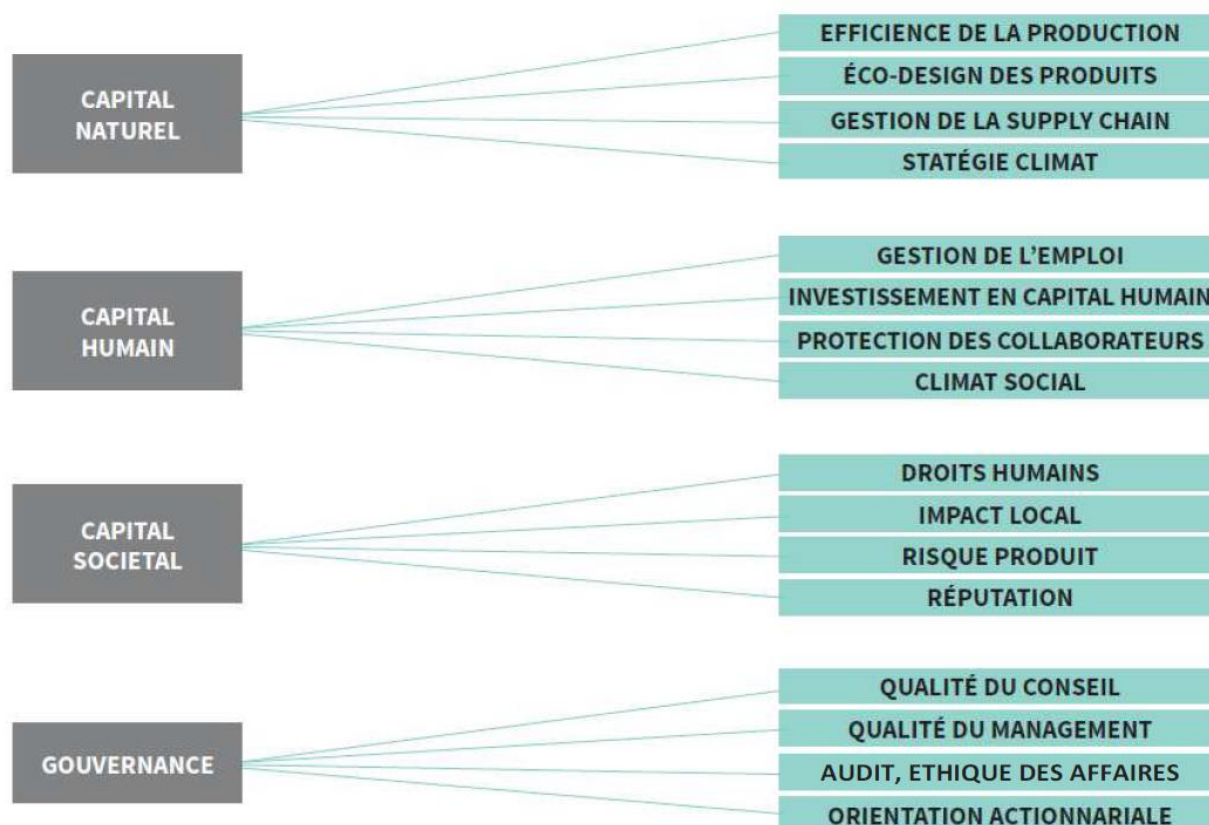 CAPITAL
NATUREL
EFFICIENCE DE LA PRODUCTION
ÉCO-DESIGN DES PRODUITS
GESTION DE LA SUPPLY CHAIN
STATÉGIE CLIMAT
CAPITAL
HUMAIN
GESTION DE L'EMPLOI
INVESTISSEMENT EN CAPITAL HUMAIN
PROTECTION DES COLLABORATEURS
CLIMAT SOCIAL
CAPITAL
SOCIETAL
DROITS HUMAINS
IMPACT LOCAL
RISQUE PRODUIT
RÉPUTATION
GOUVERNANCE
QUALITÉ DU CONSEIL
QUALITÉ DU MANAGEMENT
AUDIT, ETHIQUE DES AFFAIRES
ORIENTATION ACTIONNARIALE